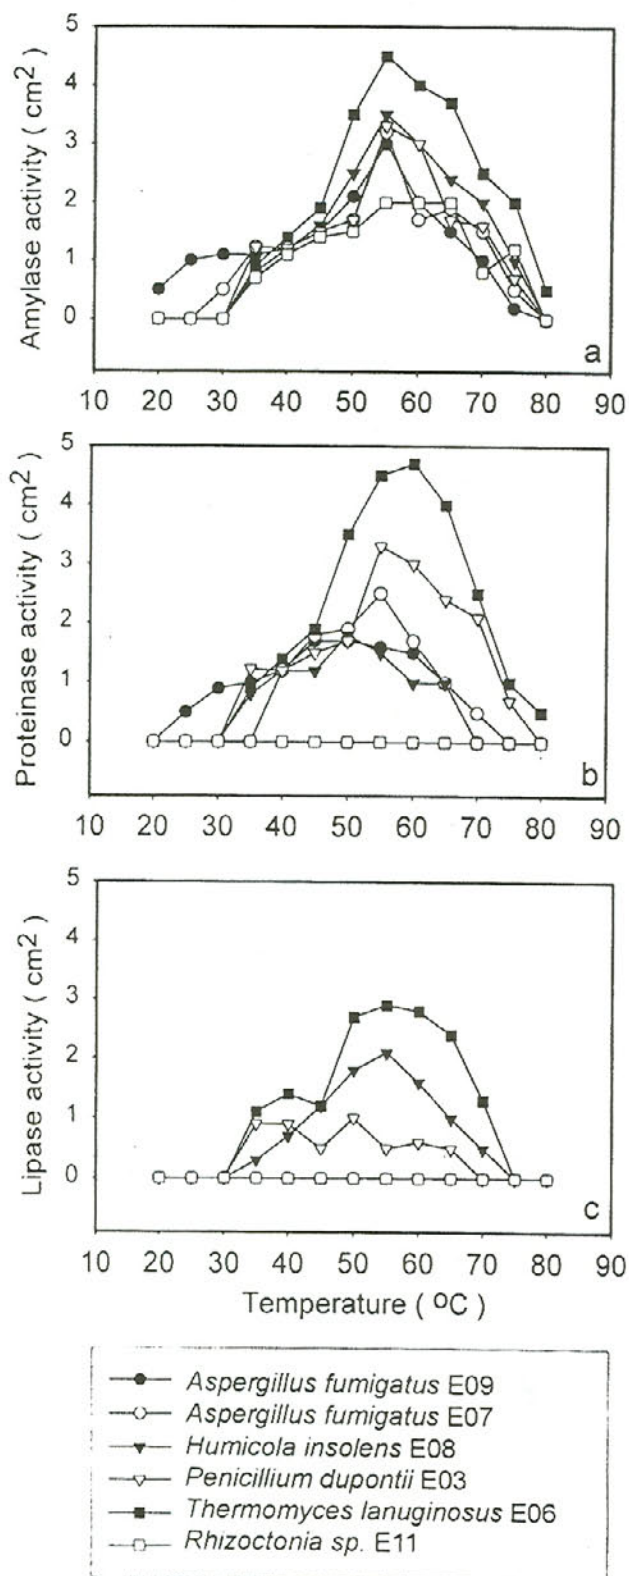 5
4
3
2
1
0
Amylase activity ( cm2 )
a
10 20 30 40 50 60 70 80 90
5
4
3
2
1
0
Proteinase activity ( cm2 )
b
10 20 30 40 50 60 70 80 90
5
4
3
2
1
0
Lipase activity ( cm2 )
c
10 20 30 40 50 60 70 80 90
Temperature ( ºC )
Aspergillus fumigatus E09
Aspergillus fumigatus E07
Humicola insolens E08
Penicillium dupontii E03
Thermomyces lanuginosus E06
Rhizoctonia sp. E11